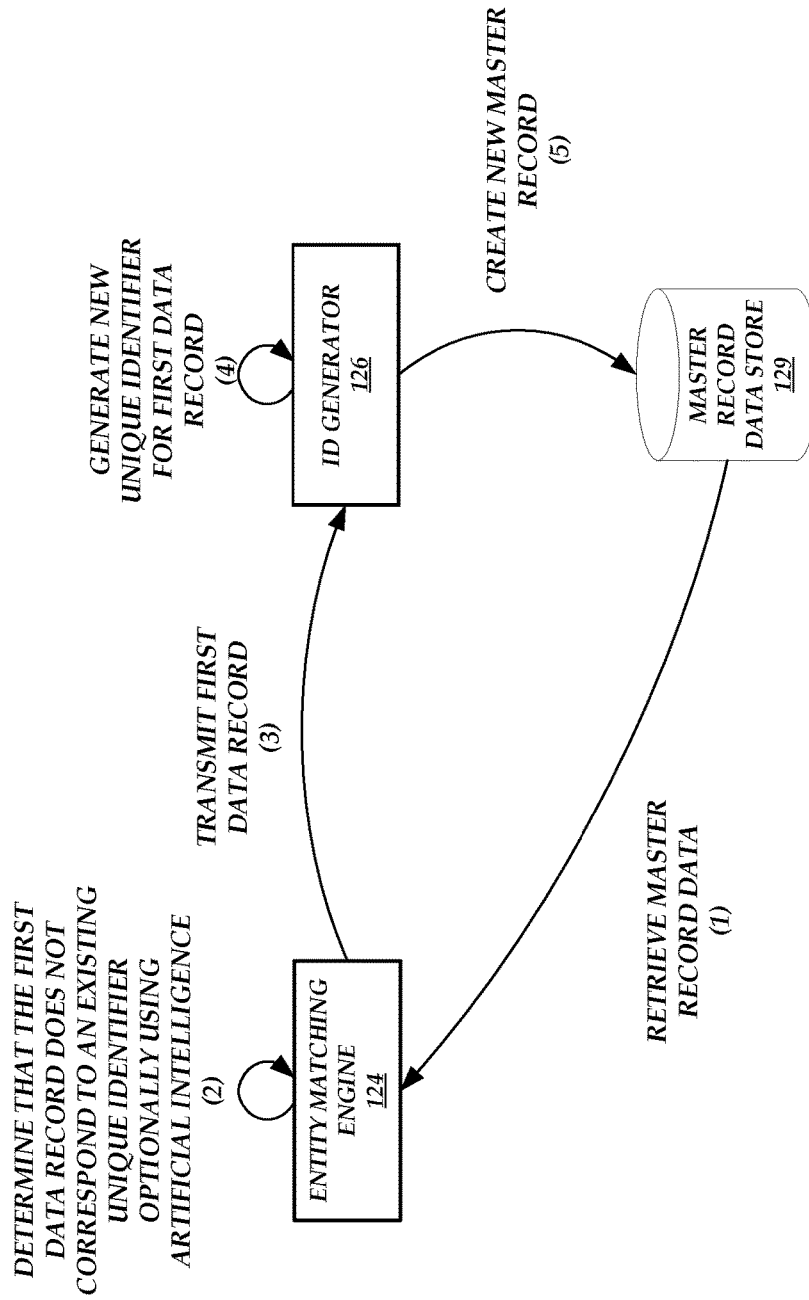 DETERMINE THAT THE FIRST
DATA RECORD DOES NOT
CORRESPOND TO AN EXISTING
UNIQUE IDENTIFIER
OPTIONALLY USING
ARTIFICIAL INTELLIGENCE
(2)
ENTITY MATCHING
ENGINE
124
TRANSMIT FIRST
DATA RECORD
(3)
GENERATE NEW
UNIQUE IDENTIFIER
FOR FIRST DATA
RECORD
(4)
ID GENERATOR
126
CREATE NEW MASTER
RECORD
(5)
MASTER
RECORD
DATA STORE
129
RETRIEVE MASTER
RECORD DATA
(1)